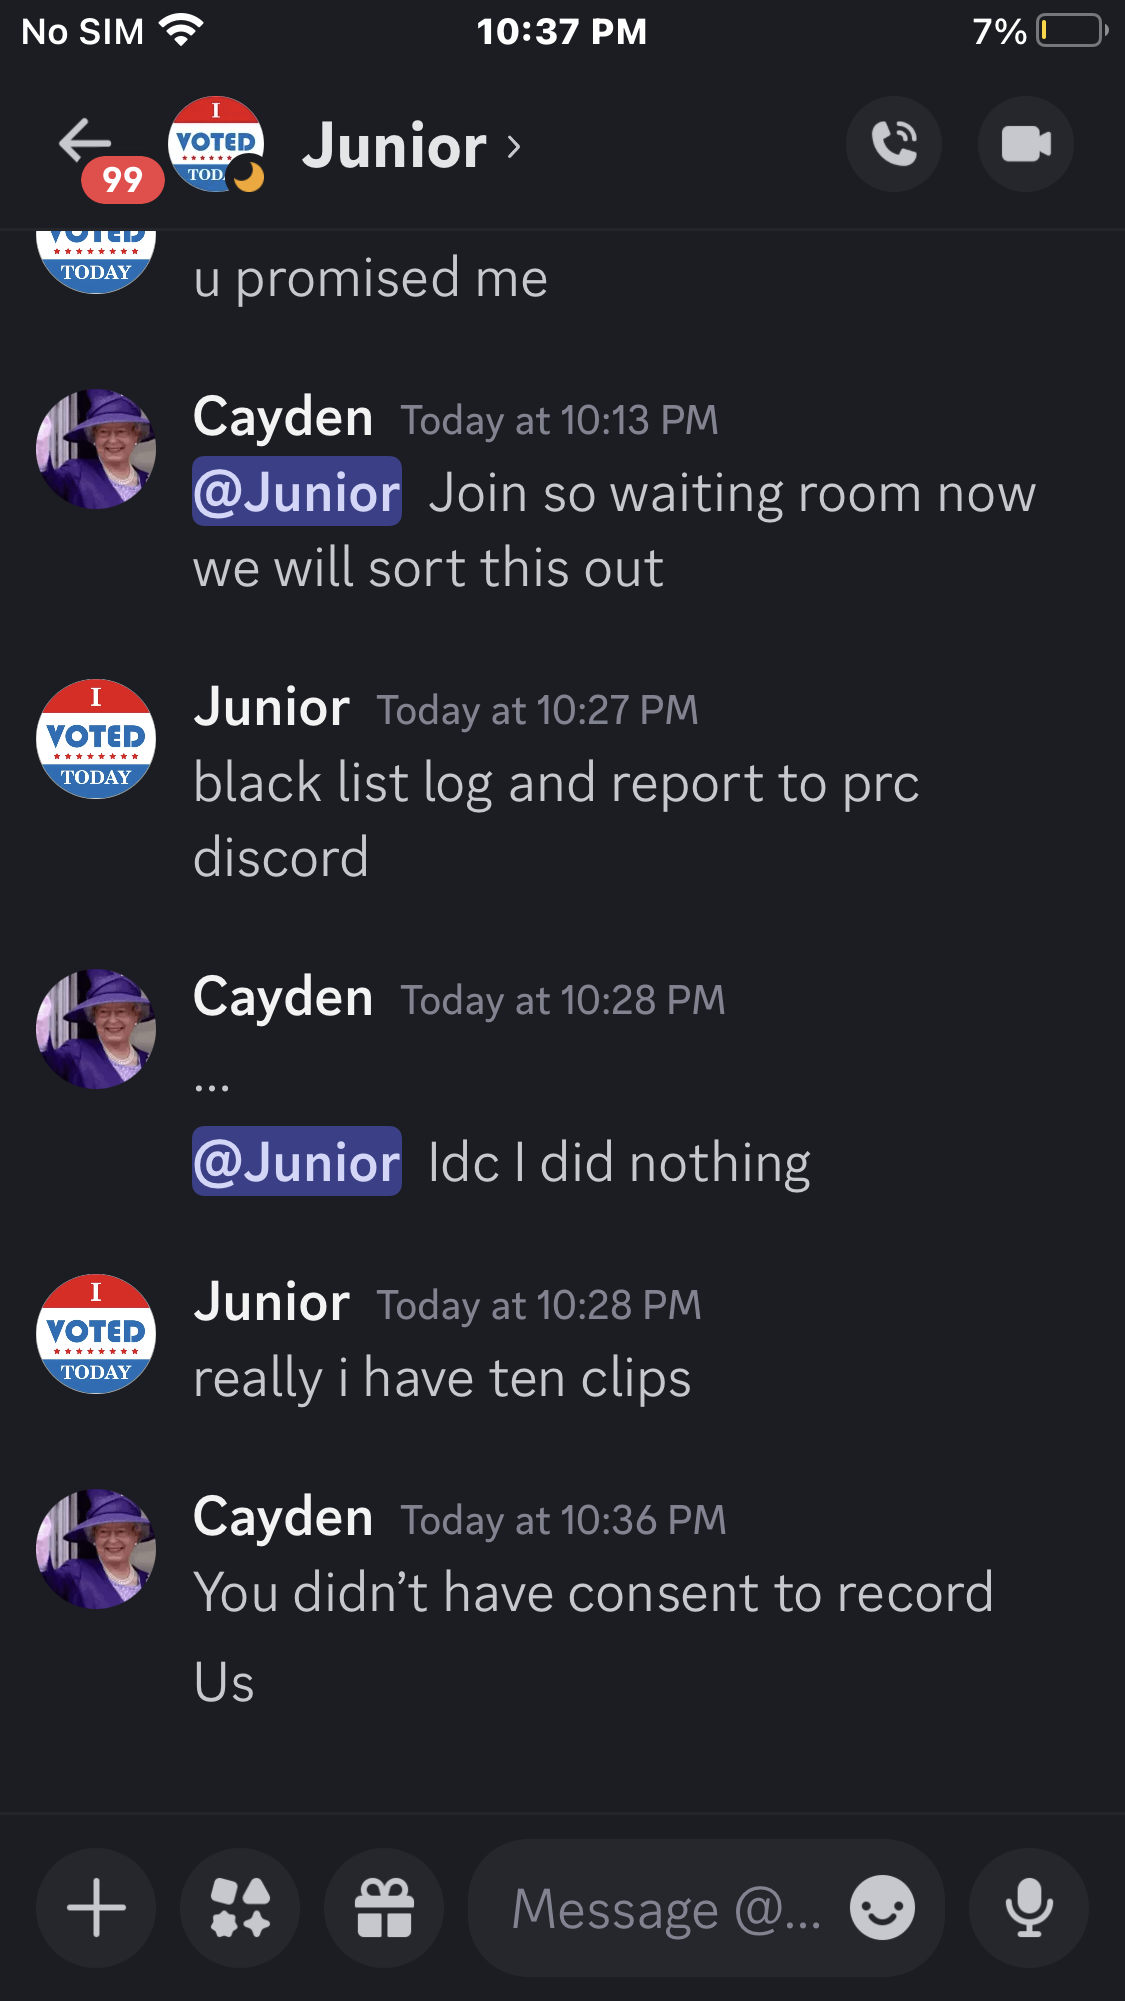 No SIM 10:37 PM 7%
I
VOTED
TOD
99
Junior
VOTED
TODAY
u promised me
Cayden Today at 10:13 PM
@Junior Join so waiting room now
we will sort this out
I
VOTED
TODAY
Junior Today at 10:27 PM
black list log and report to prc
discord
Cayden Today at 10:28 PM
...
@Junior Idc I did nothing
I
VOTED
TODAY
Junior Today at 10:28 PM
really i have ten clips
Cayden Today at 10:36 PM
You didn’t have consent to record
Us
Message @...